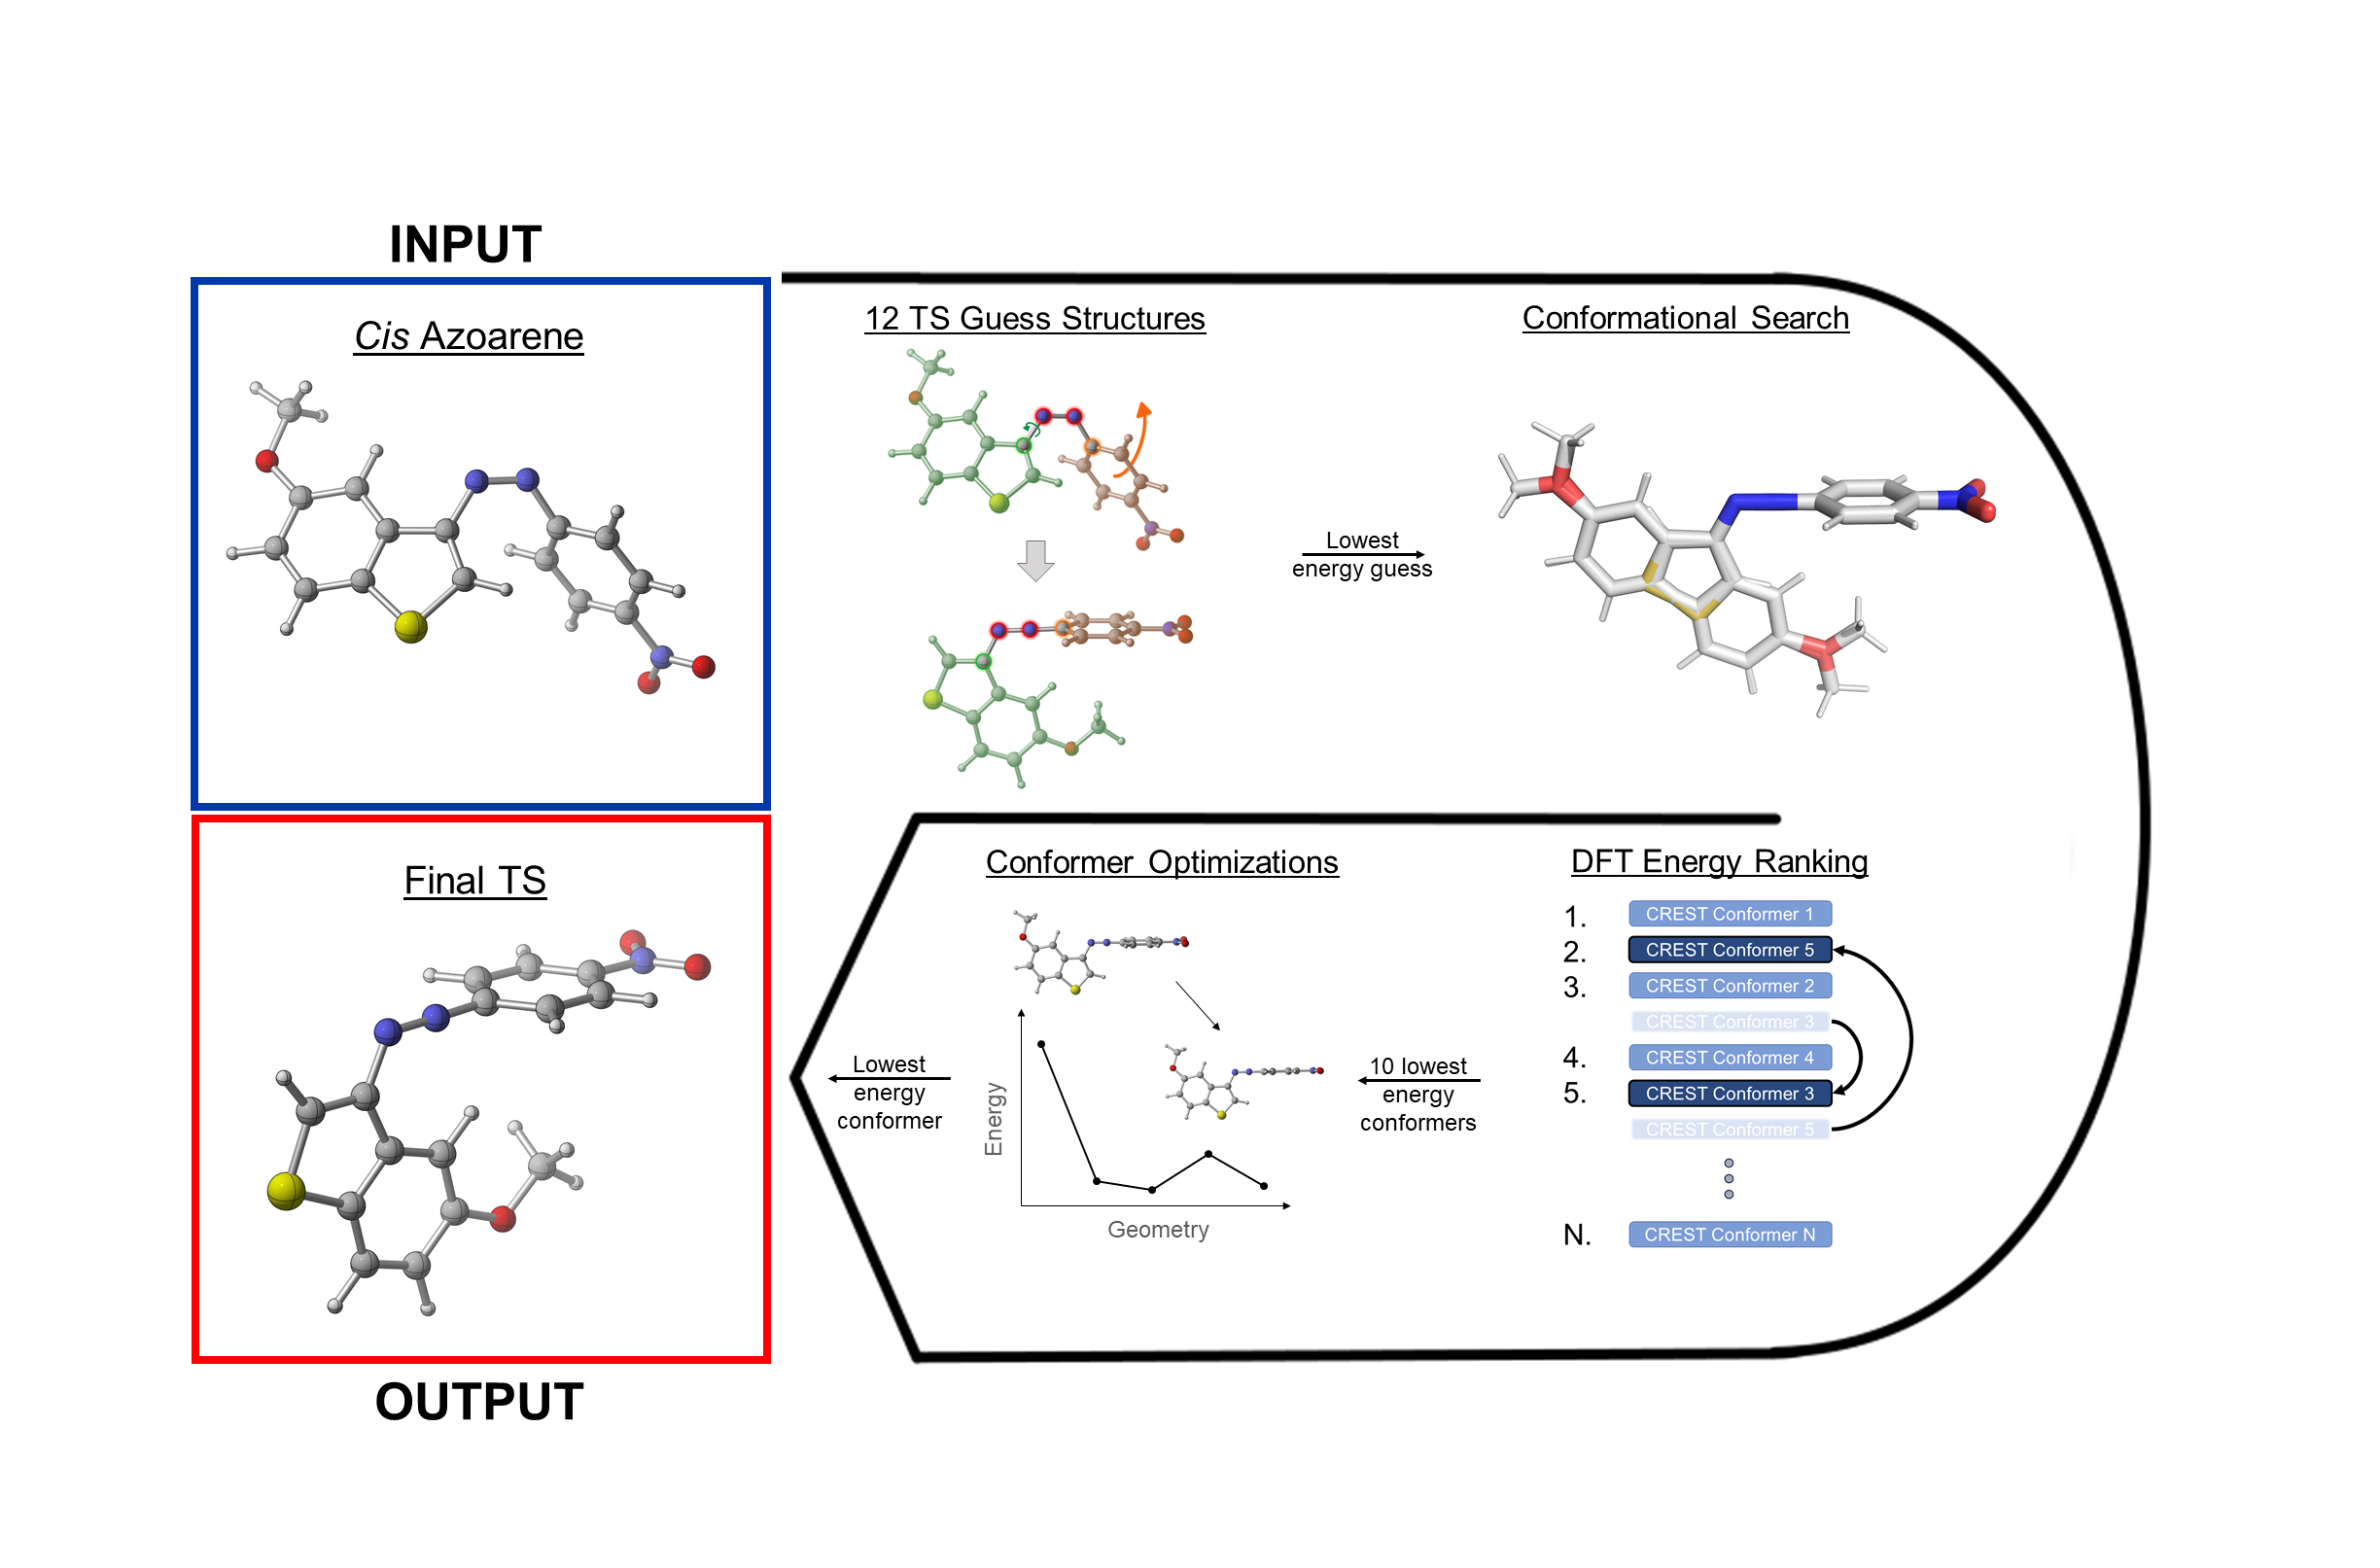 INPUT
Cis Azoarene
12 TS Guess Structures
Lowest
energy guess
Conformational Search
DFT Energy Ranking
1. CREST Conformer 1
2. CREST Conformer 5
3. CREST Conformer 2
CREST Conformer 3
4. CREST Conformer 4
5. CREST Conformer 3
CREST Conformer 5
N. CREST Conformer N
10 lowest
energy
conformers
Conformer Optimizations
Energy
Geometry
Lowest
energy
conformer
Final TS
OUTPUT